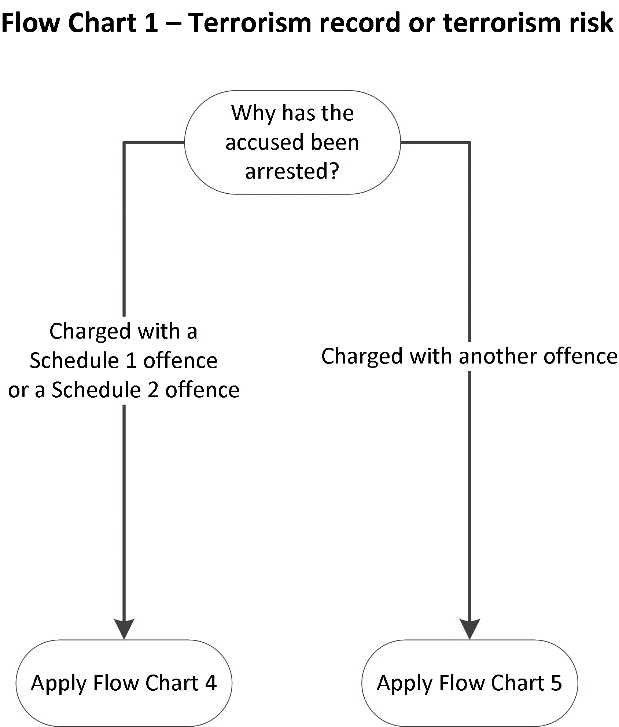 Flow Chart 1 – Terrorism record or terrorism risk
Why has the
accused been
arrested?
Charged with a
Schedule 1 offence
or a Schedule 2 offence
Charged with another offence
Apply Flow Chart 4
Apply Flow Chart 5